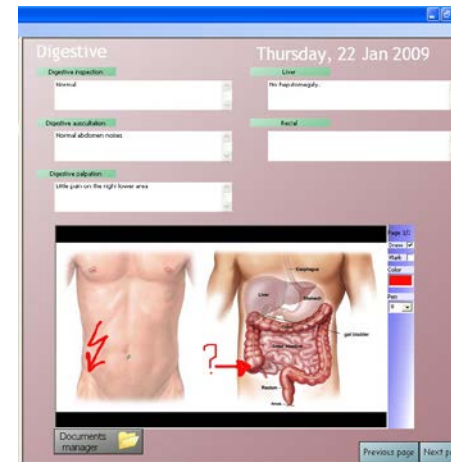 Digestive
Thursday, 22 Jan 2009
Digestive inspection
Normal
Liver
No hepatomegaly.
Digestive auscultation
Normal abdomen noises
Rectal
Digestive palpation
Little pain on the right lower area
Page 1/1
Draw
Mark
Color
Pen
Esophagus
Liver
Stomach
gall bladder
Small Intestine
Rectum
Anus
?
Documents
manager
Previous page
Next p